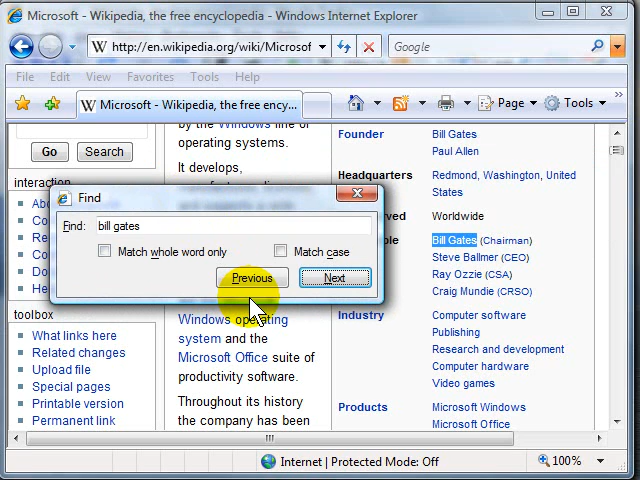 Microsoft - Wikipedia, the free encyclopedia - Windows Internet Explorer
http://en.wikipedia.org/wiki/Microsof
Google
File Edit View Favorites Tools Help
Microsoft - Wikipedia, the free ency...
Page Tools
Go Search
interaction
What links here
Related changes
Upload file
Special pages
Printable version
Permanent link
toolbox
by the Windows line of
operating systems.
It develops,
Windows operating
system and the
Microsoft Office suite of
productivity software.
Throughout its history
the company has been
Find
Find: bill gates
Match whole word only
Match case
Previous
Next
Founder Bill Gates
Paul Allen
Headquarters Redmond, Washington, United
States
Worldwide
Bill Gates (Chairman)
Steve Ballmer (CEO)
Ray Ozzie (CSA)
Craig Mundie (CRSO)
Industry Computer software
Publishing
Research and development
Computer hardware
Video games
Products Microsoft Windows
Microsoft Office
Internet | Protected Mode: Off
100%